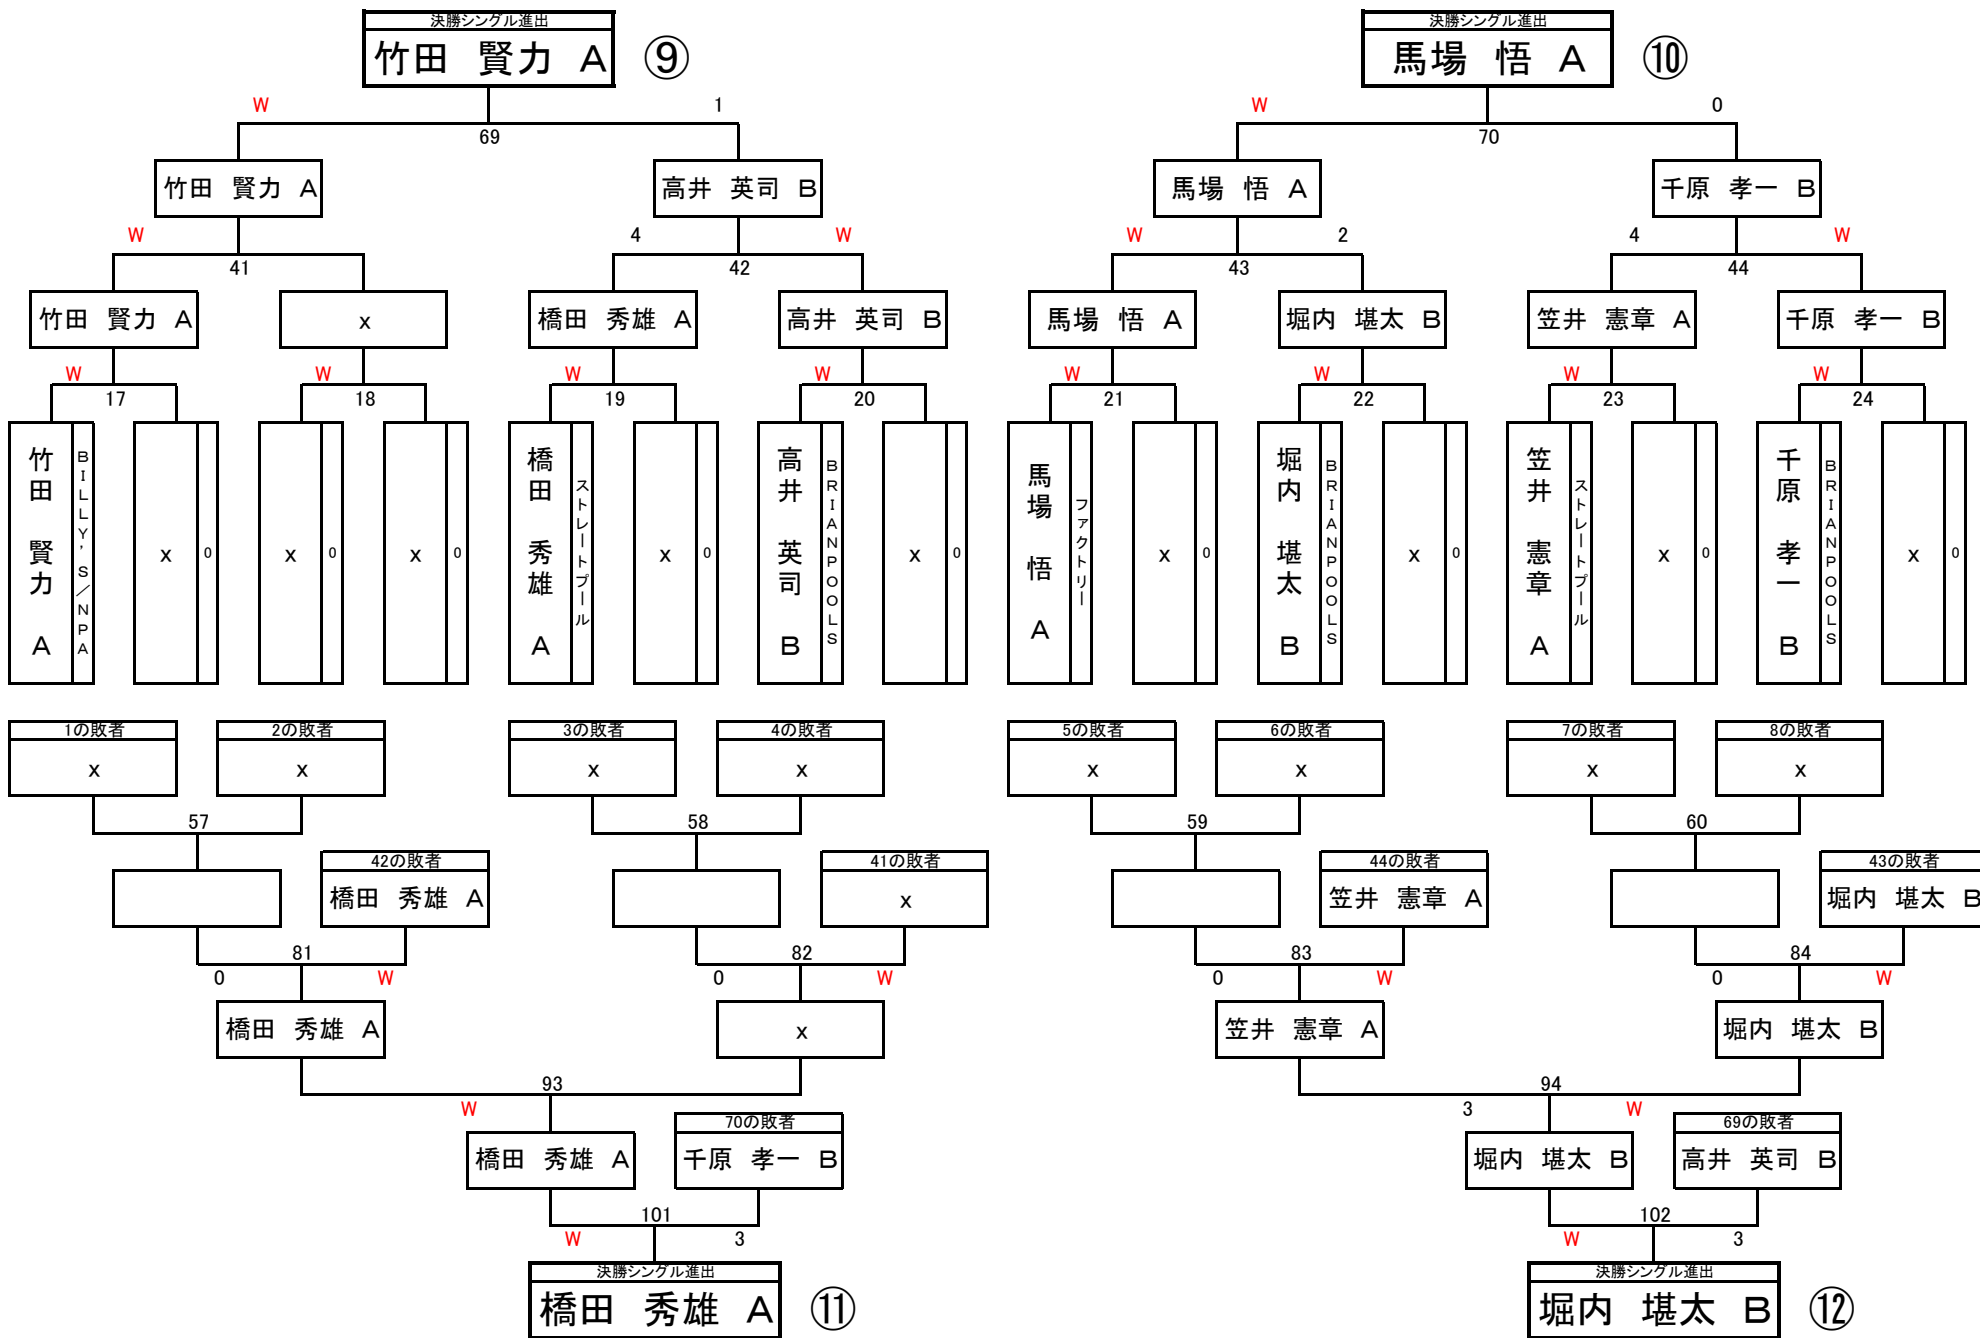 決勝シングル進出 決勝シングル進出
竹田 賢力 A ⑨ 馬場 悟 A ⑩
W 1 W 0
69 70
竹田 賢力 A 高井 英司 B 馬場 悟 A 千原 孝一 B
W 4 W W 2 4 W
41 42 43 44
竹田 賢力 A x 橋田 秀雄 A 高井 英司 B 馬場 悟 A 堀内 堪太 B 笠井 憲章 A 千原 孝一 B
W W W W W W W W
17 18 19 20 21 22 23 24
竹田 賢力 A
BILLY'S/NPA
x 0
x 0
x 0
橋田 秀雄 A
ストレートプール
x 0
高井 英司 B
BRIANPOOLS
x 0
馬場 悟 A
ファクトリー
x 0
堀内 堪太 B
BRIANPOOLS
x 0
笠井 憲章 A
ストレートプール
x 0
千原 孝一 B
BRIANPOOLS
x 0
1の敗者 2の敗者 3の敗者 4の敗者 5の敗者 6の敗者 7の敗者 8の敗者
x x x x x x x x
57 58 59 60
42の敗者 41の敗者 44の敗者 43の敗者
橋田 秀雄 A x 笠井 憲章 A 堀内 堪太 B
81 82 83 84
0 W 0 W 0 W 0 W
橋田 秀雄 A x 笠井 憲章 A 堀内 堪太 B
93 94
W 3 W
70の敗者 69の敗者
橋田 秀雄 A 千原 孝一 B 堀内 堪太 B 高井 英司 B
101 102
W 3 W 3
決勝シングル進出 決勝シングル進出
橋田 秀雄 A ⑪ 堀内 堪太 B ⑫